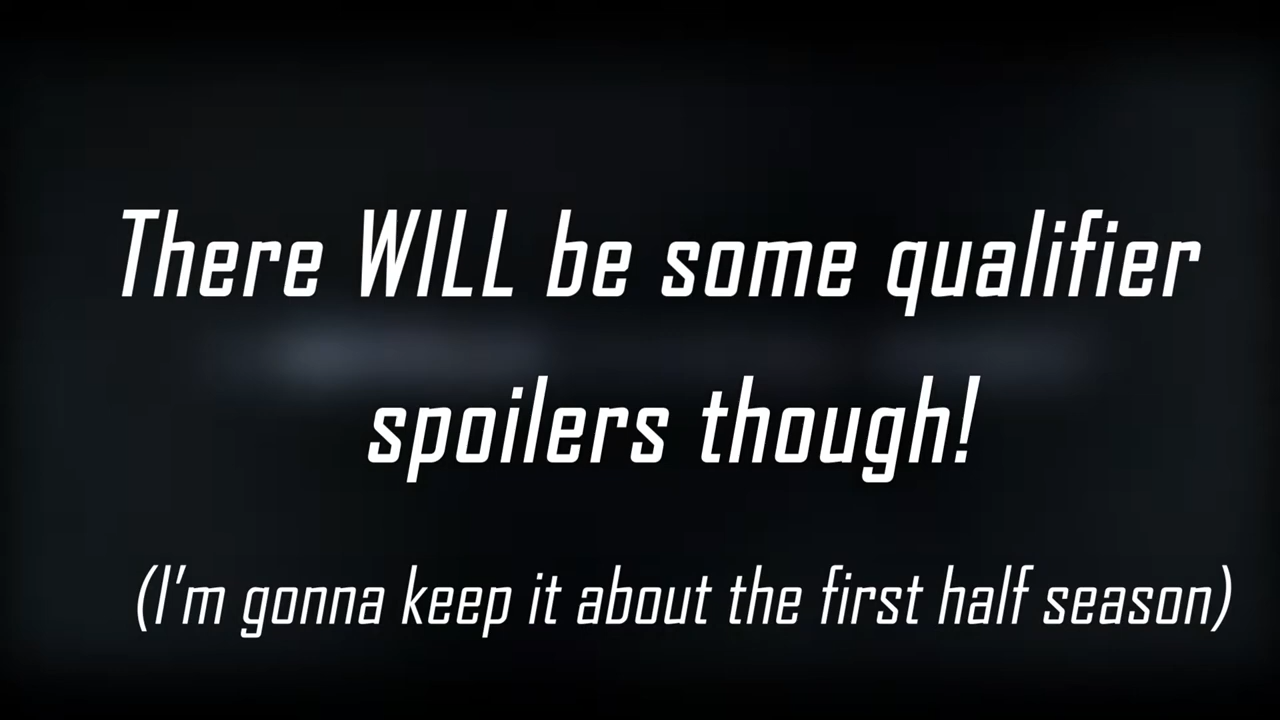 There WILL be some qualifier
spoilers though!
(I'm gonna keep it about the first half season)